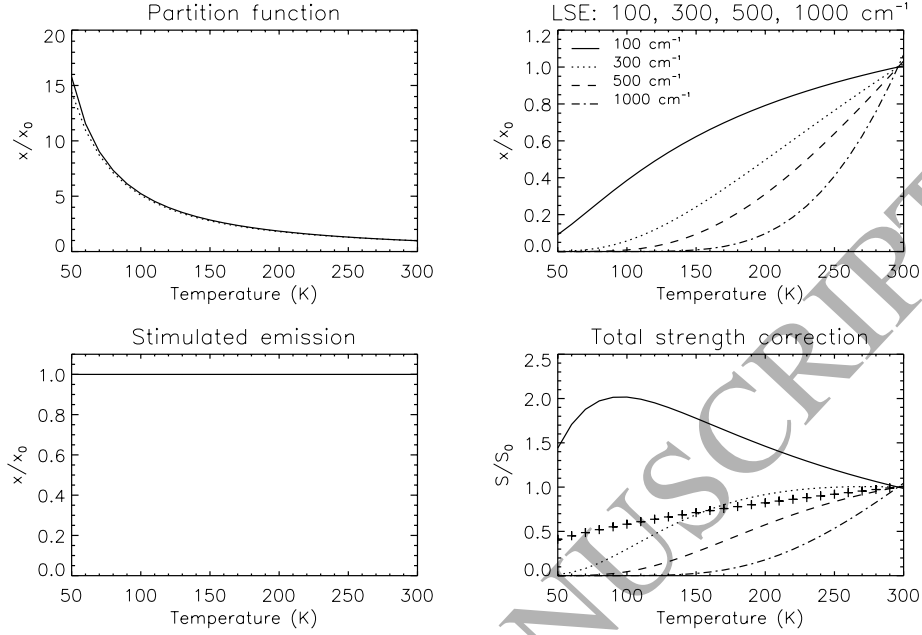 Partition function
20
15
10
5
0
x/x₀
50 100 150 200 250 300
Temperature (K)
LSE: 100, 300, 500, 1000 cm⁻¹
1.2
1.0
0.8
0.6
0.4
0.2
0.0
x/x₀
100 cm⁻¹
300 cm⁻¹
500 cm⁻¹
1000 cm⁻¹
50 100 150 200 250 300
Temperature (K)
Stimulated emission
1.0
0.8
0.6
0.4
0.2
0.0
x/x₀
50 100 150 200 250 300
Temperature (K)
Total strength correction
2.5
2.0
1.5
1.0
0.5
0.0
S/S₀
50 100 150 200 250 300
Temperature (K)
NUSCRIPT